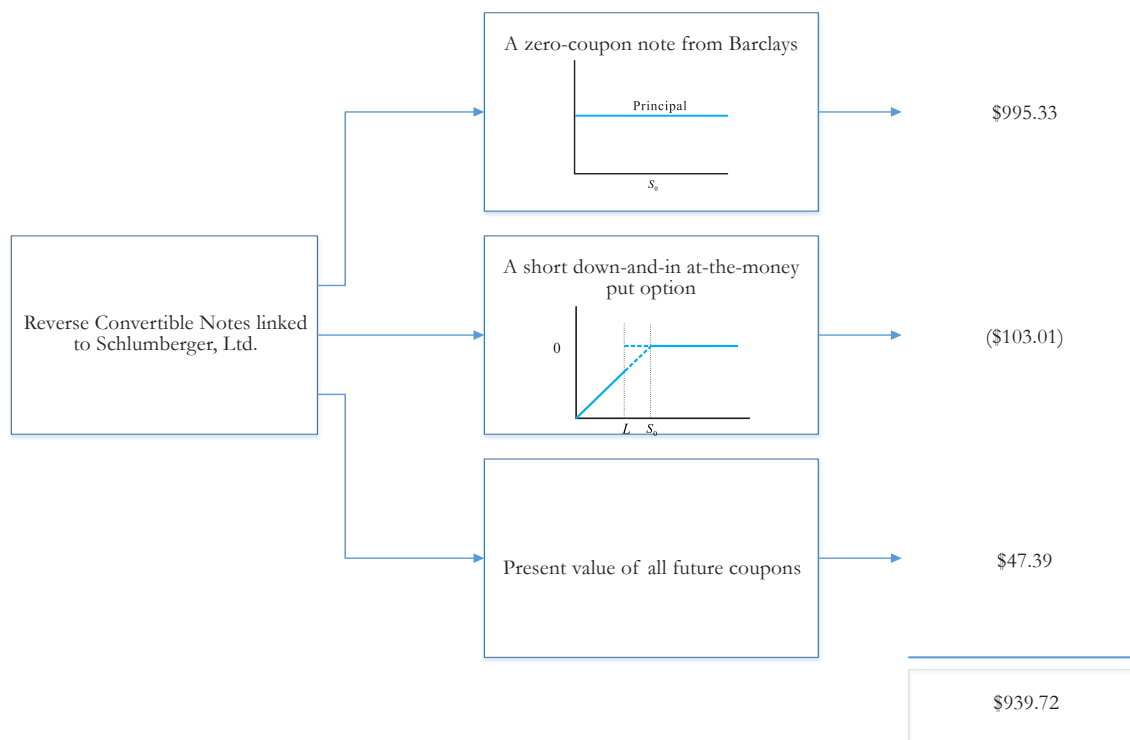 A zero-coupon note from Barclays
Principal
S₀
$995.33
Reverse Convertible Notes linked
to Schlumberger, Ltd.
A short down-and-in at-the-money
put option
0
L S₀
($103.01)
Present value of all future coupons
$47.39
$939.72